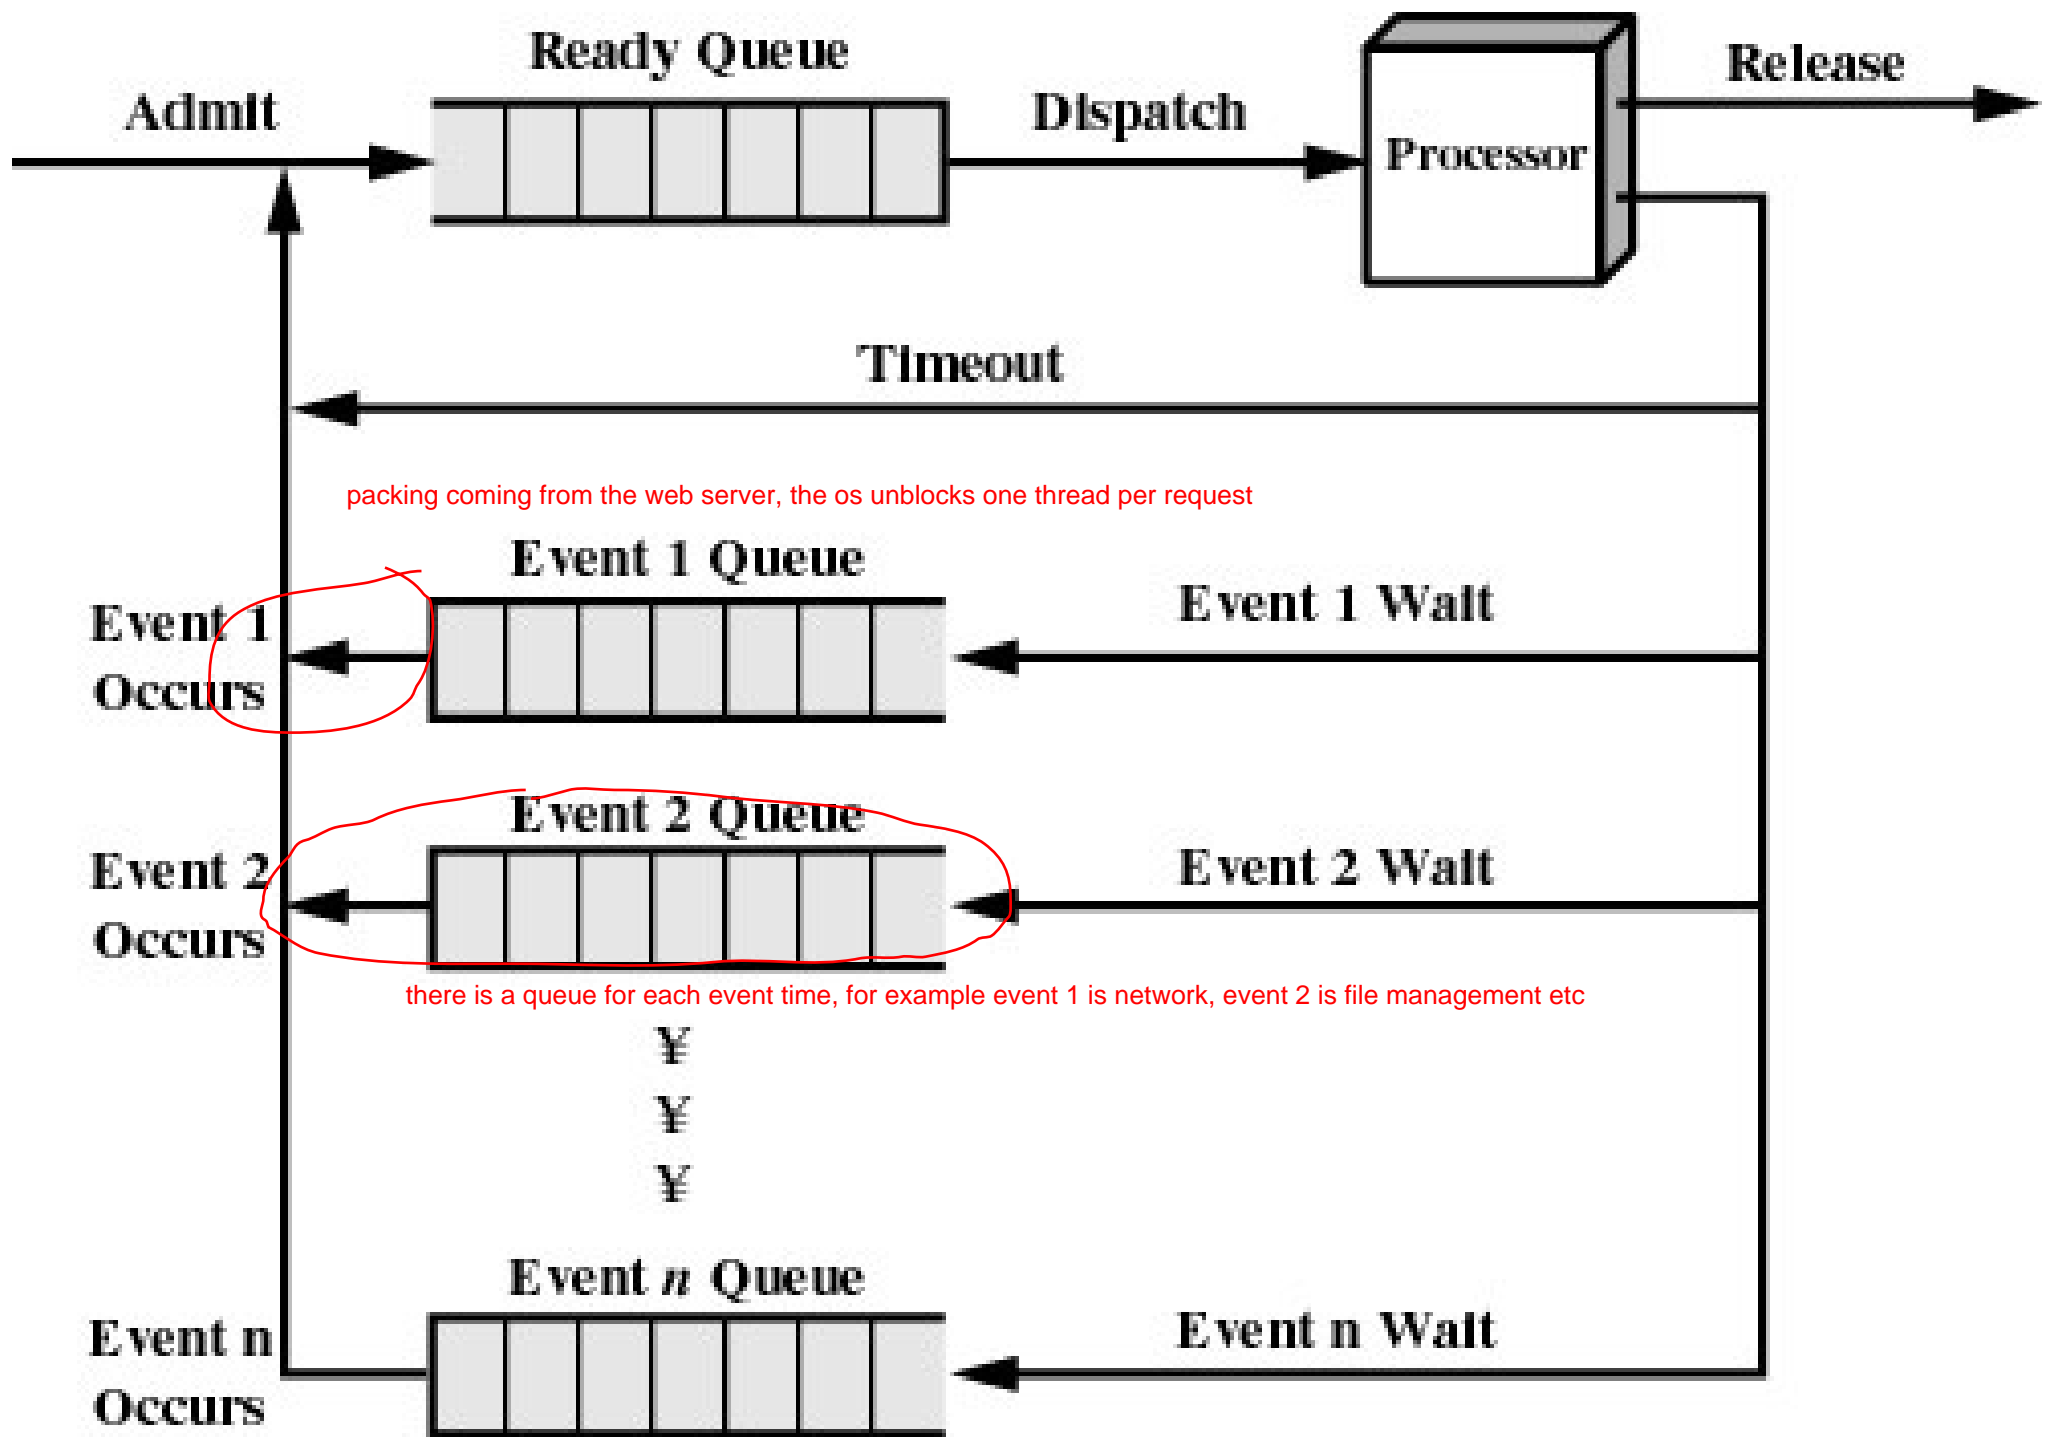 Ready Queue
Admit
Dispatch
Processor
Release
Timeout
packing coming from the web server, the os unblocks one thread per request
Event 1 Queue
Event 1
Occurs
Event 1 Wait
Event 2 Queue
Event 2
Occurs
Event 2 Wait
there is a queue for each event time, for example event 1 is network, event 2 is file management etc
¥
¥
¥
Event n Queue
Event n
Occurs
Event n Wait